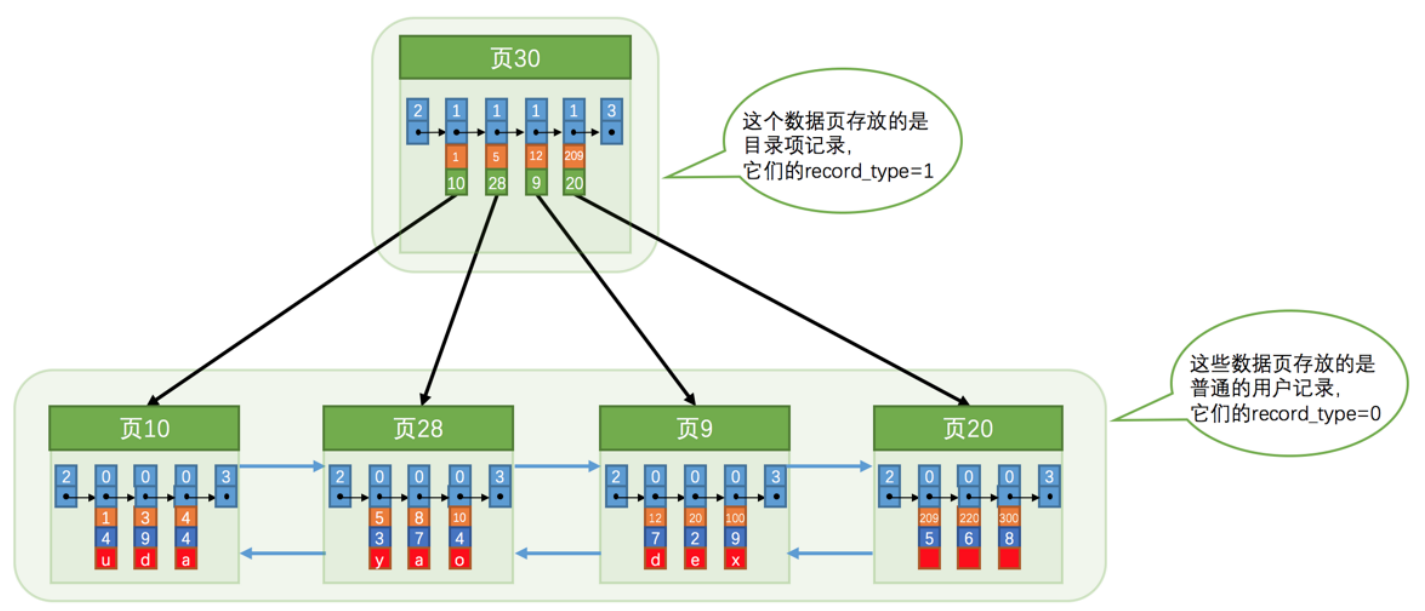 页30
2 1 1 1 1 3
1 5 12 209
10 28 9 20
这个数据页存放的是
目录项记录，
它们的record_type=1
这些数据页存放的是
普通的用户记录，
它们的record_type=0
页10
2 0 0 0 3
1 3 4
4 9 4
u d a
页28
2 0 0 0 3
5 8 10
3 7 4
y a o
页9
2 0 0 0 3
12 20 100
7 2 9
d e x
页20
2 0 0 0 3
209 220 300
5 6 8